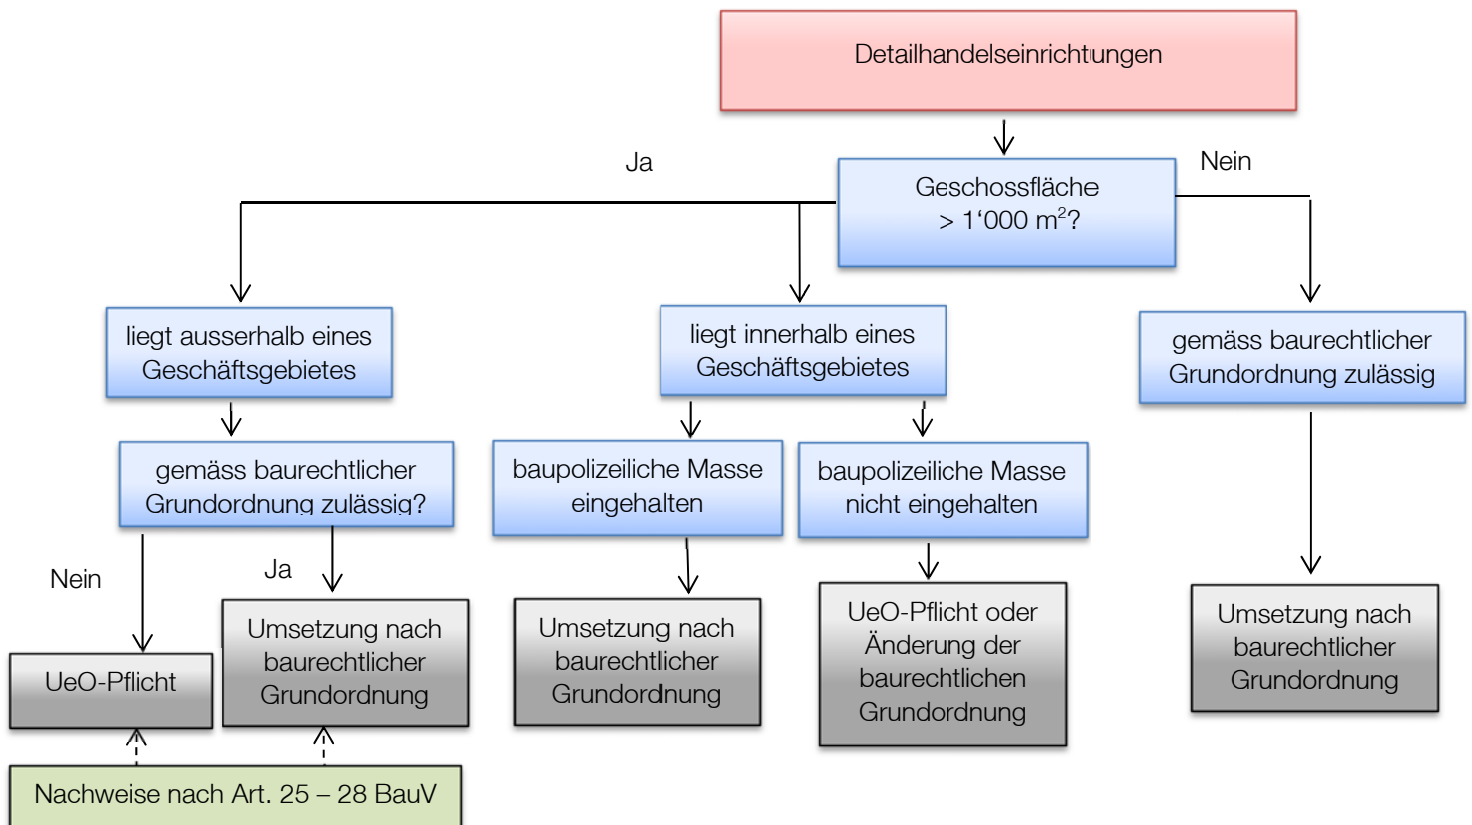 Detailhandelseinrichtungen
Ja
Nein
Geschossfläche
> 1‘000 m²?
liegt ausserhalb eines
Geschäftsgebietes
liegt innerhalb eines
Geschäftsgebietes
gemäss baurechtlicher
Grundordnung zulässig
gemäss baurechtlicher
Grundordnung zulässig?
baupolizeiliche Masse
eingehalten
baupolizeiliche Masse
nicht eingehalten
Nein
Ja
UeO-Pflicht
Umsetzung nach
baurechtlicher
Grundordnung
Umsetzung nach
baurechtlicher
Grundordnung
UeO-Pflicht oder
Änderung der
baurechtlichen
Grundordnung
Umsetzung nach
baurechtlicher
Grundordnung
Nachweise nach Art. 25 – 28 BauV